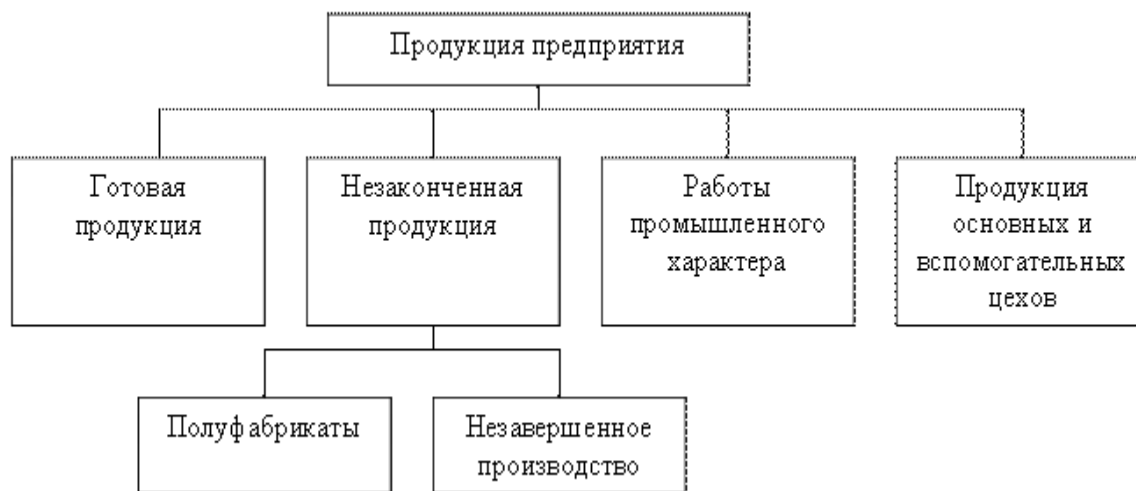 Продукция предприятия
Готовая
продукция
Незаконченная
продукция
Работы
промышленного
характера
Продукция
основных и
вспомогательных
цехов
Полуфабрикаты
Незавершенное
производство